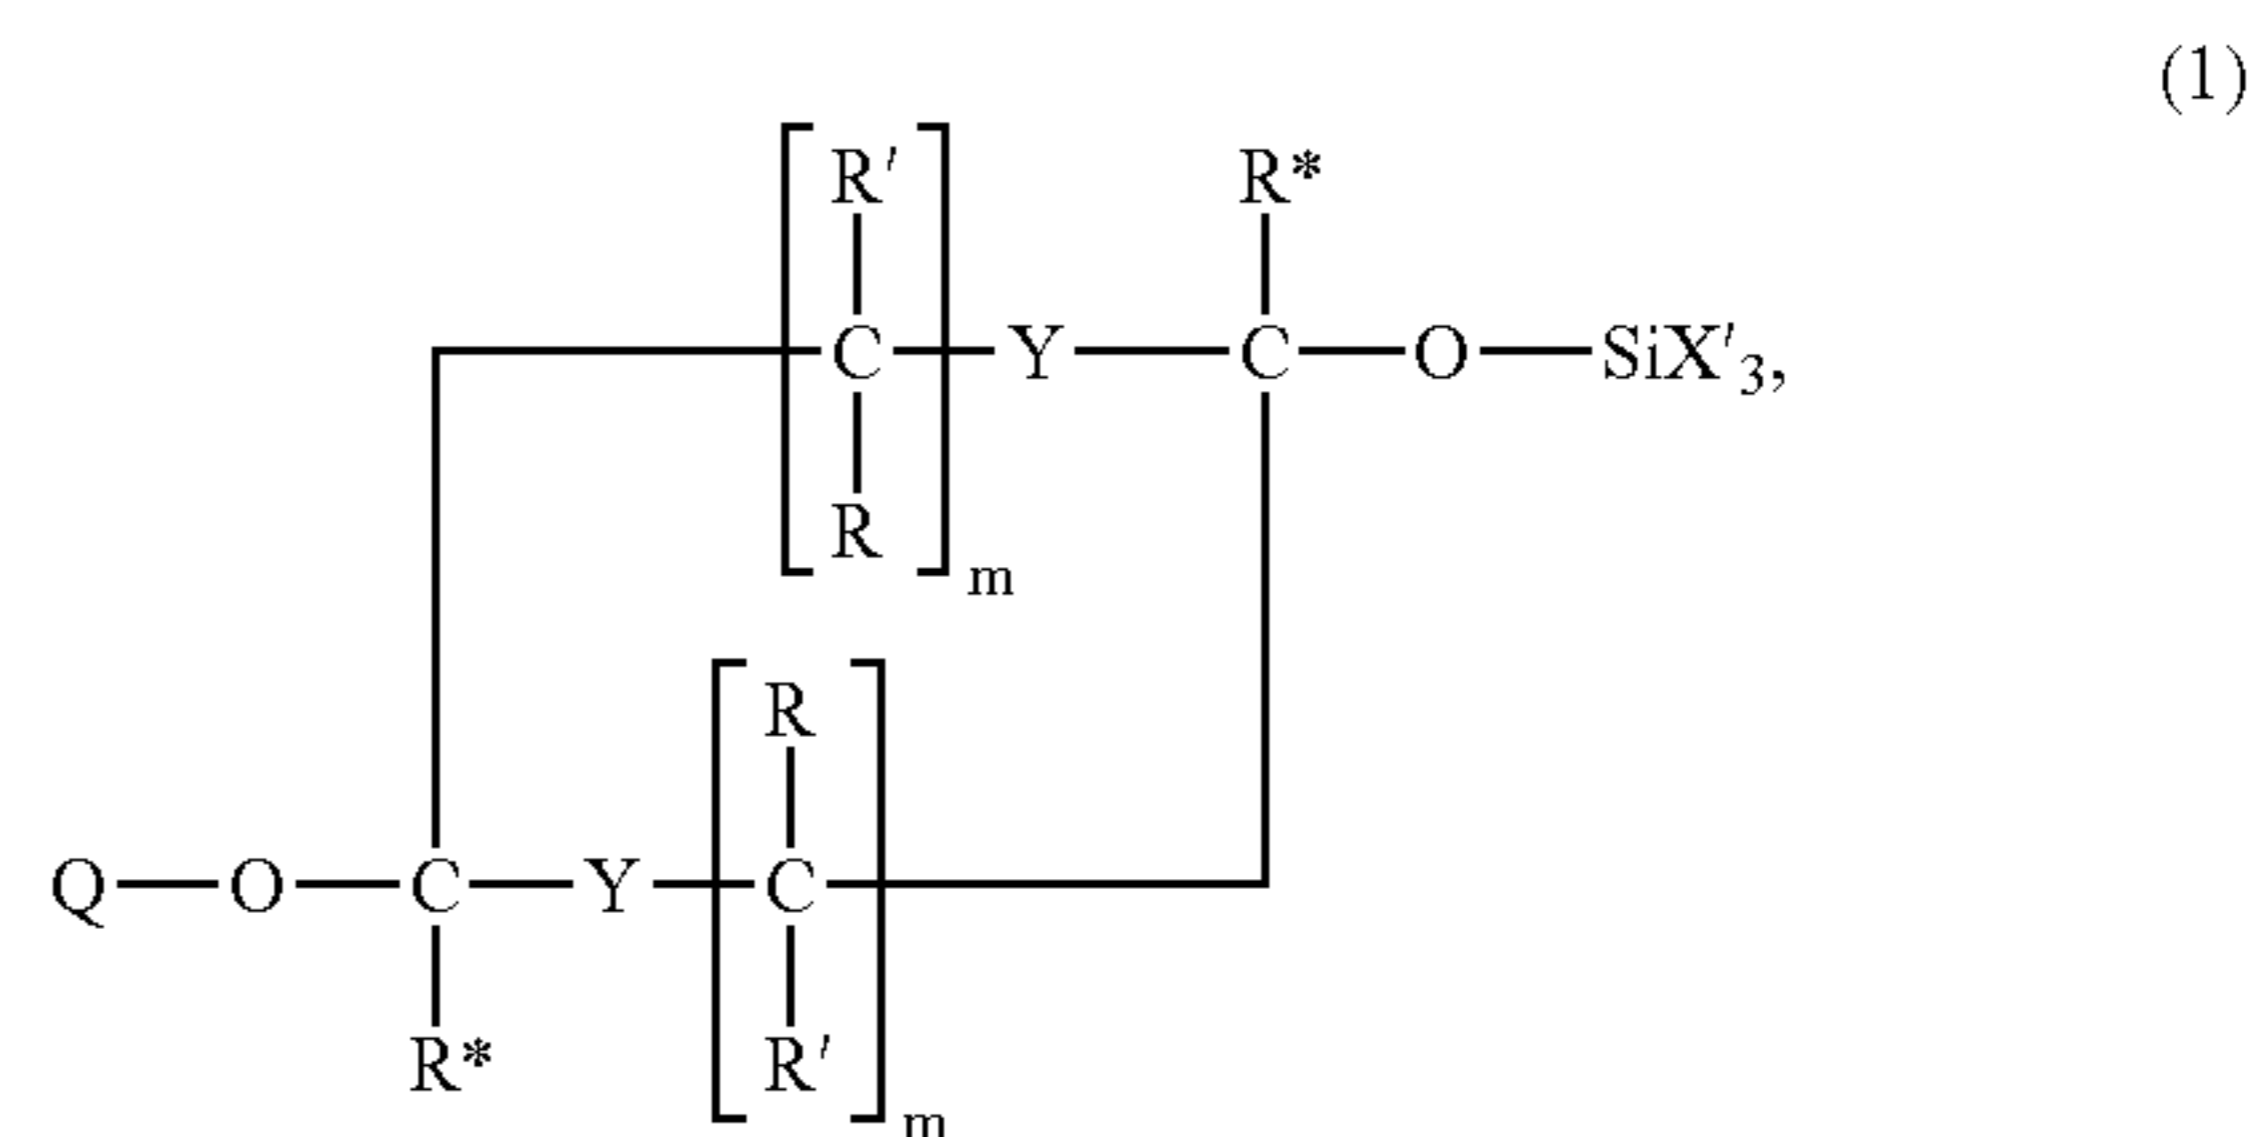 (1)
R′ R*
C Y C O SiX′3,
R
m
R
Q O C Y C
R* R′
m